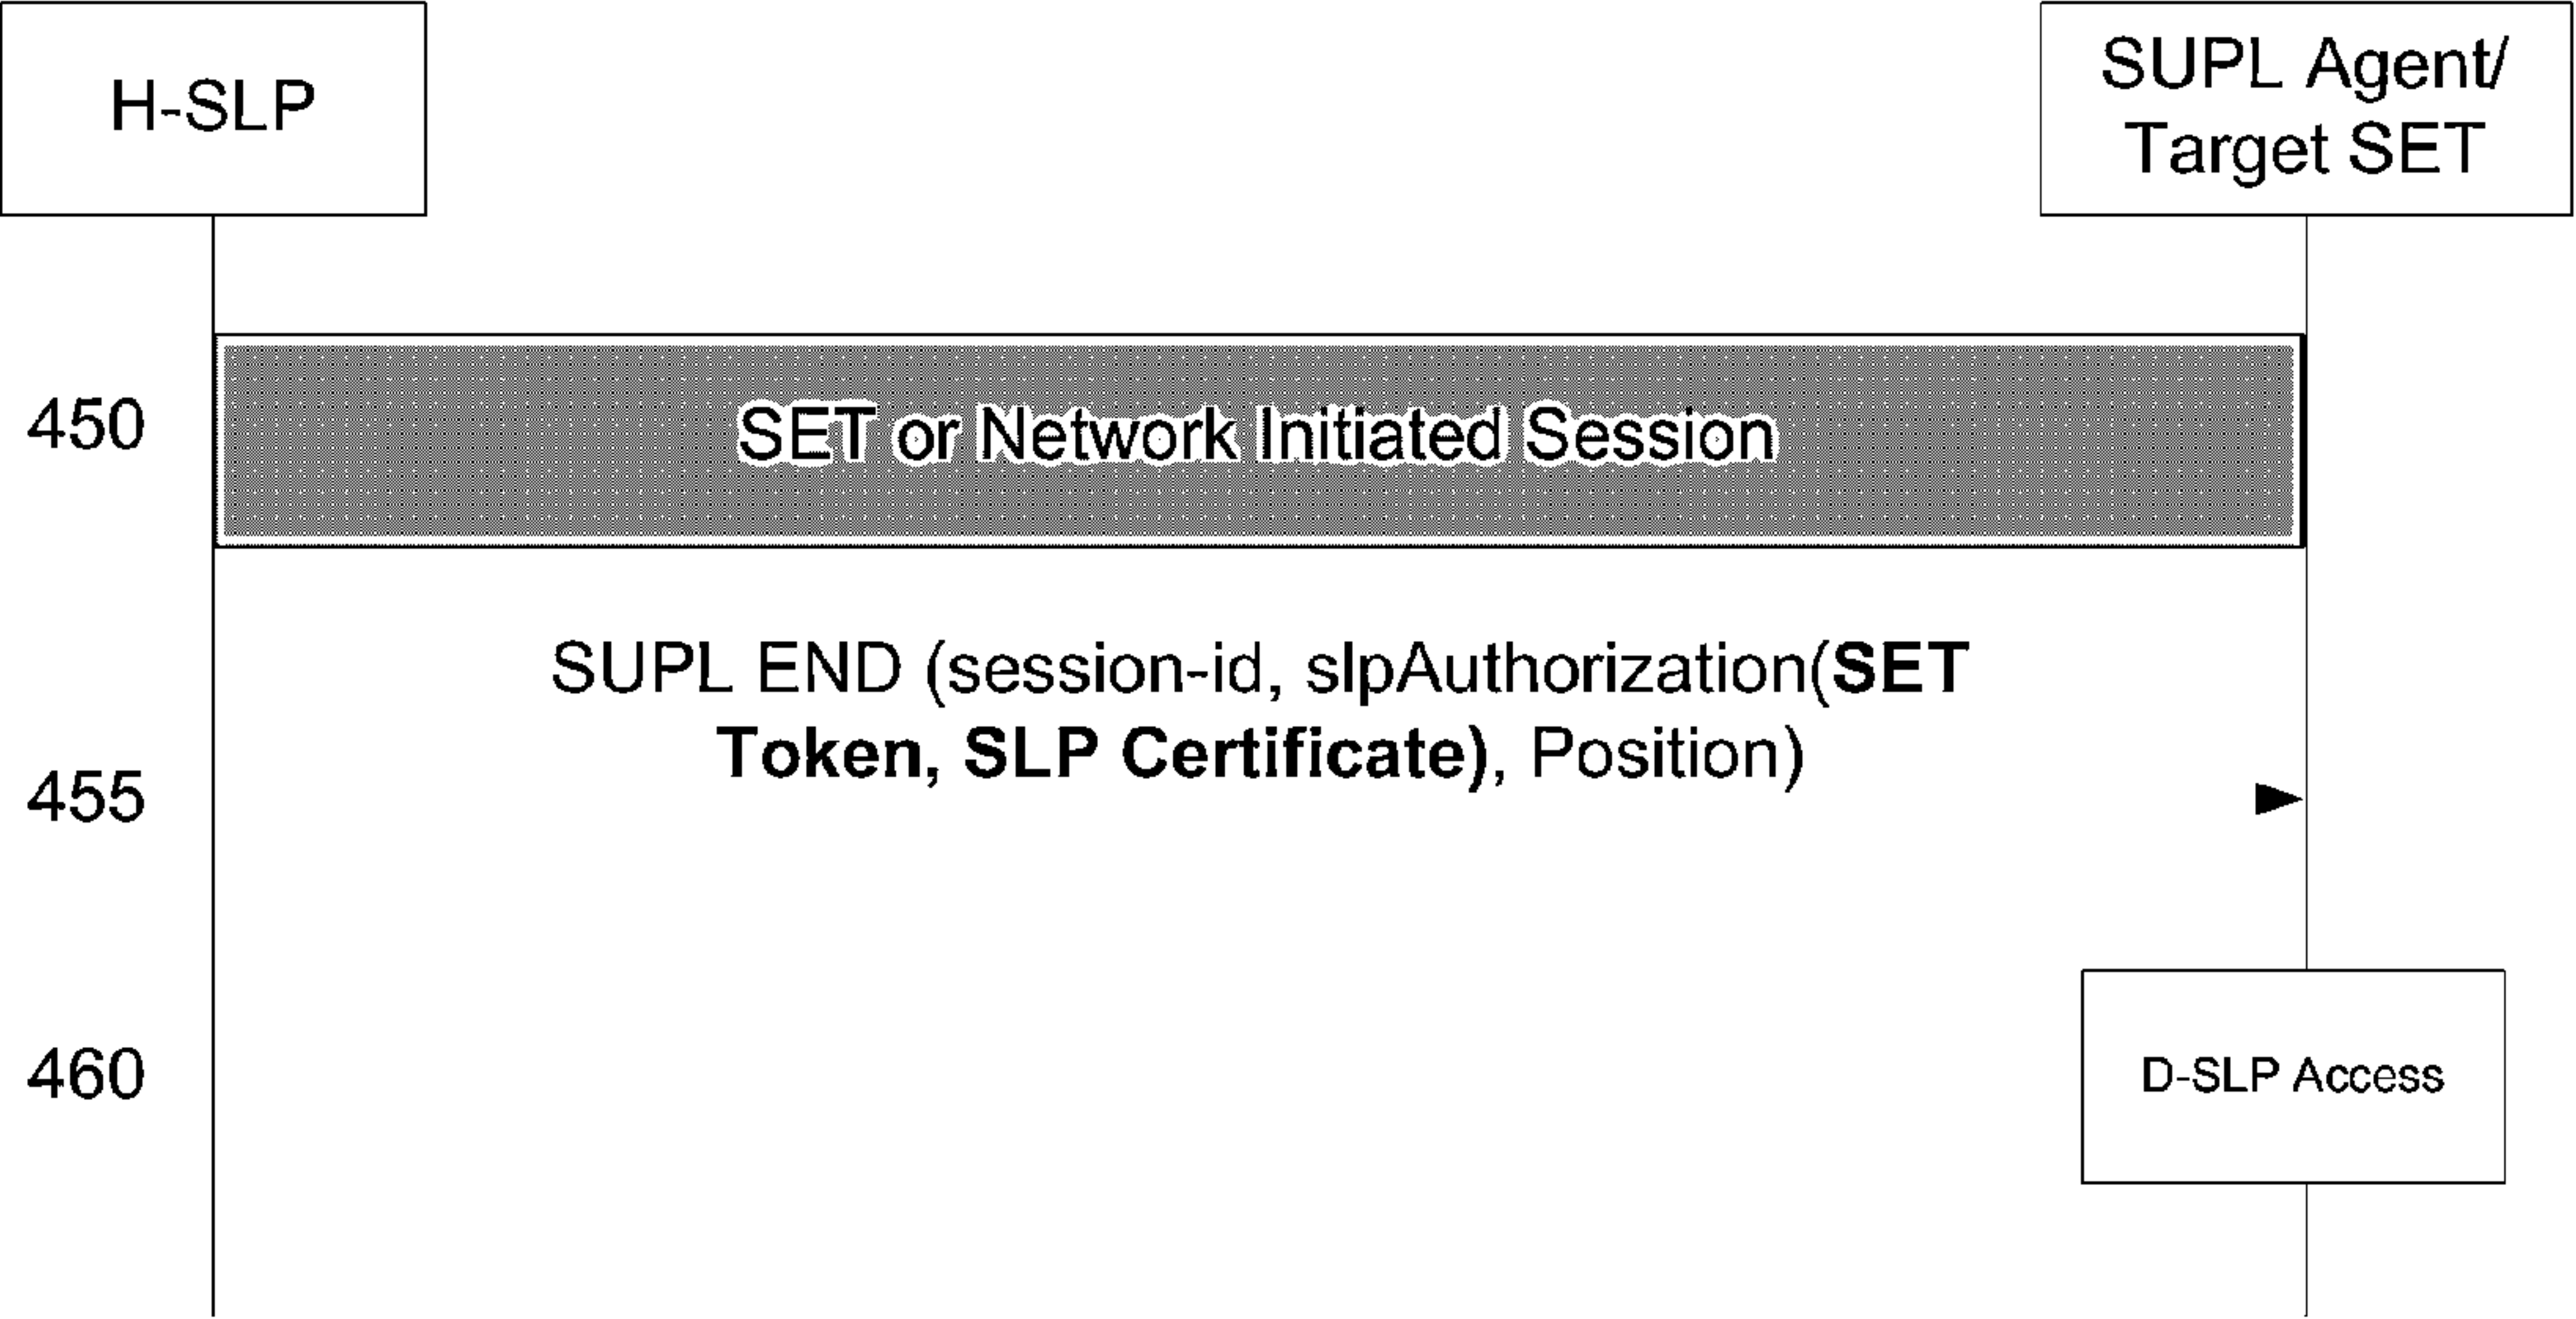 H-SLP
SUPL Agent/
Target SET
450
SET or Network Initiated Session
SUPL END (session-id, slpAuthorization(SET
Token, SLP Certificate), Position)
455
460
D-SLP Access